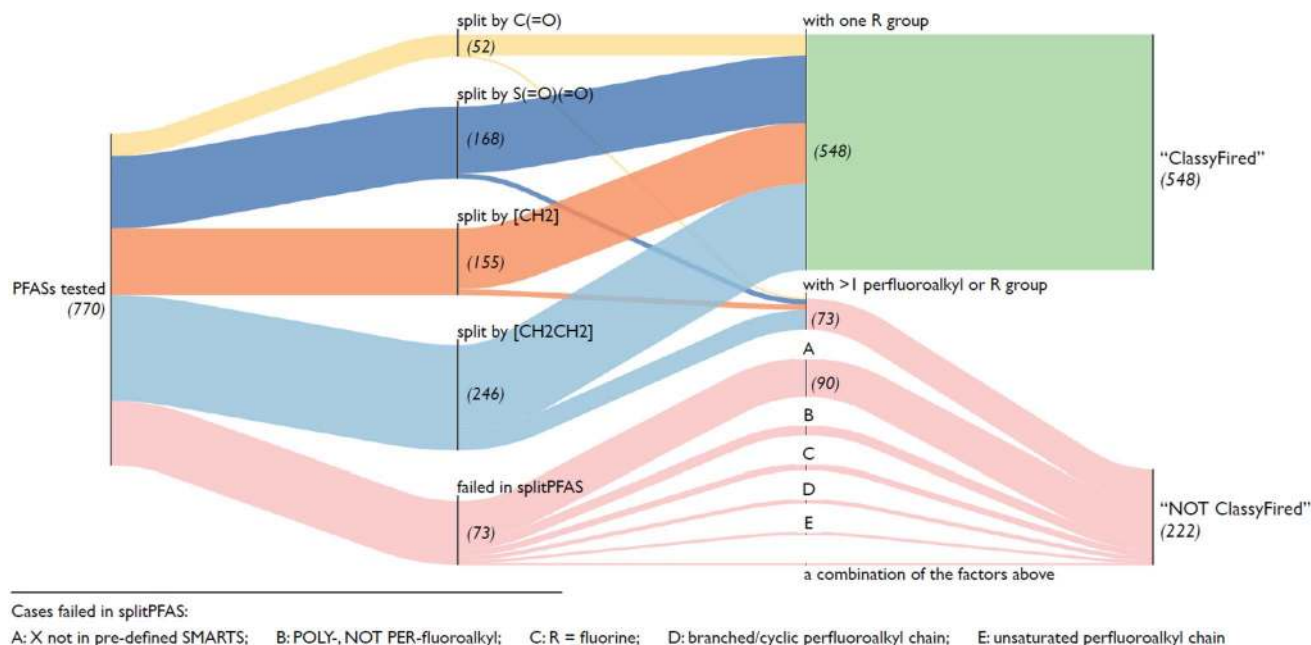 split by C(=O)
(52)
with one R group
split by S(=O)(=O)
(168)
(548)
"ClassyFired"
(548)
split by [CH2]
(155)
PFASs tested
(770)
with >1 perfluoroalkyl or R group
(73)
split by [CH2CH2]
(246)
A
(90)
B
C
failed in splitPFAS
(73)
D
E
"NOT ClassyFired"
(222)
a combination of the factors above
Cases failed in splitPFAS:
A: X not in pre-defined SMARTS; B: POLY-, NOT PER-fluoroalkyl; C: R = fluorine; D: branched/cyclic perfluoroalkyl chain; E: unsaturated perfluoroalkyl chain